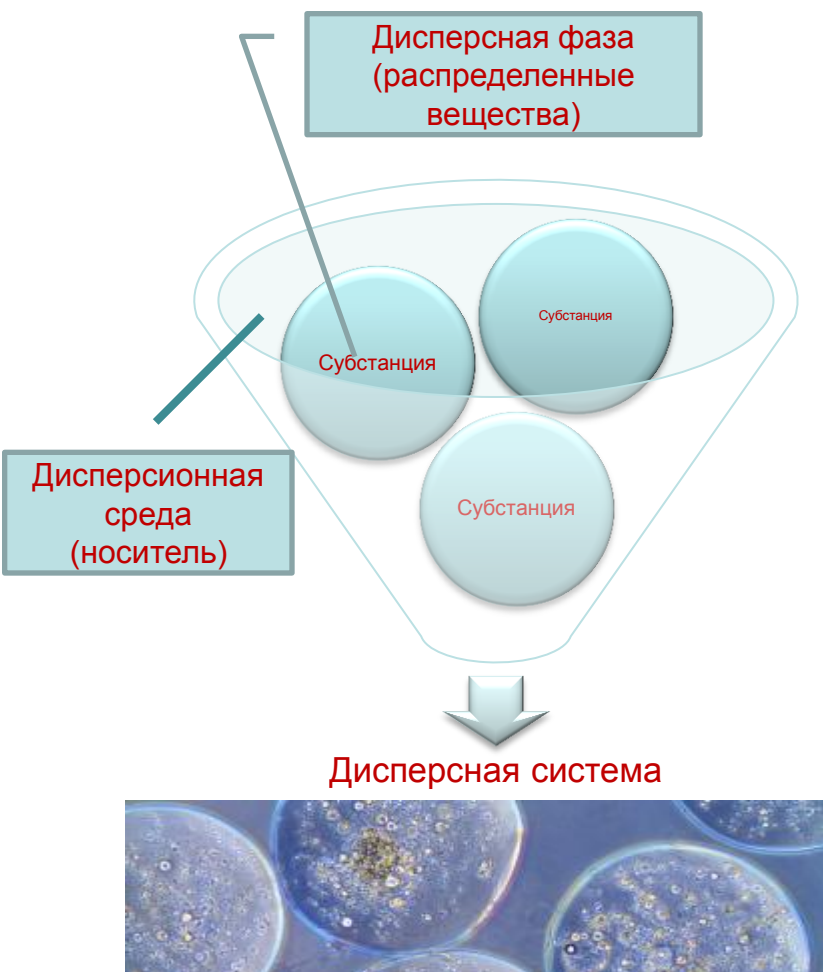 Дисперсная фаза
(распределенные
вещества)
Субстанция
Субстанция
Дисперсионная
среда
(носитель)
Субстанция
Дисперсная система